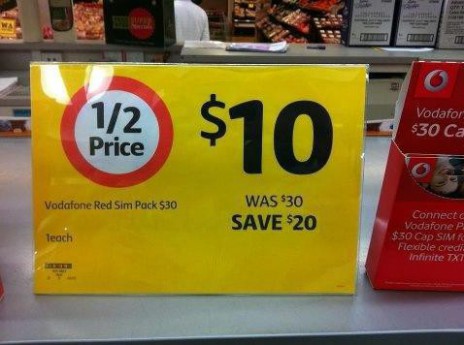 1/2
Price
$10
WAS $30
SAVE $20
Vodafone Red Sim Pack $30
1each
Vodafon
$30 Ca
Connect
Vodafone P
$30 Cap SIM f
Flexible credi
Infinite TXT